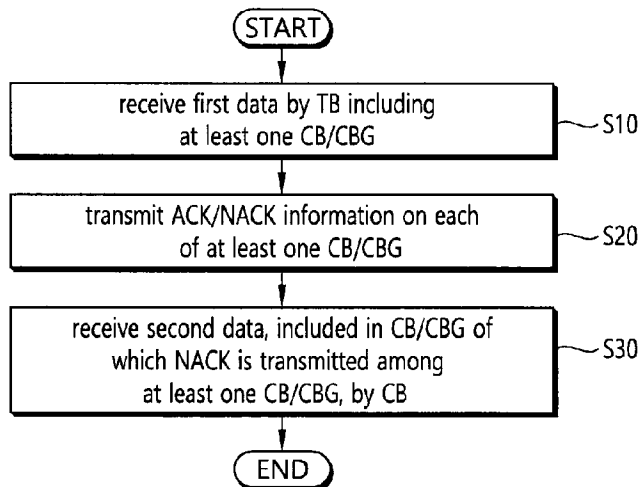 START
receive first data by TB including
at least one CB/CBG
S10
transmit ACK/NACK information on each
of at least one CB/CBG
S20
receive second data, included in CB/CBG of
which NACK is transmitted among
at least one CB/CBG, by CB
S30
END